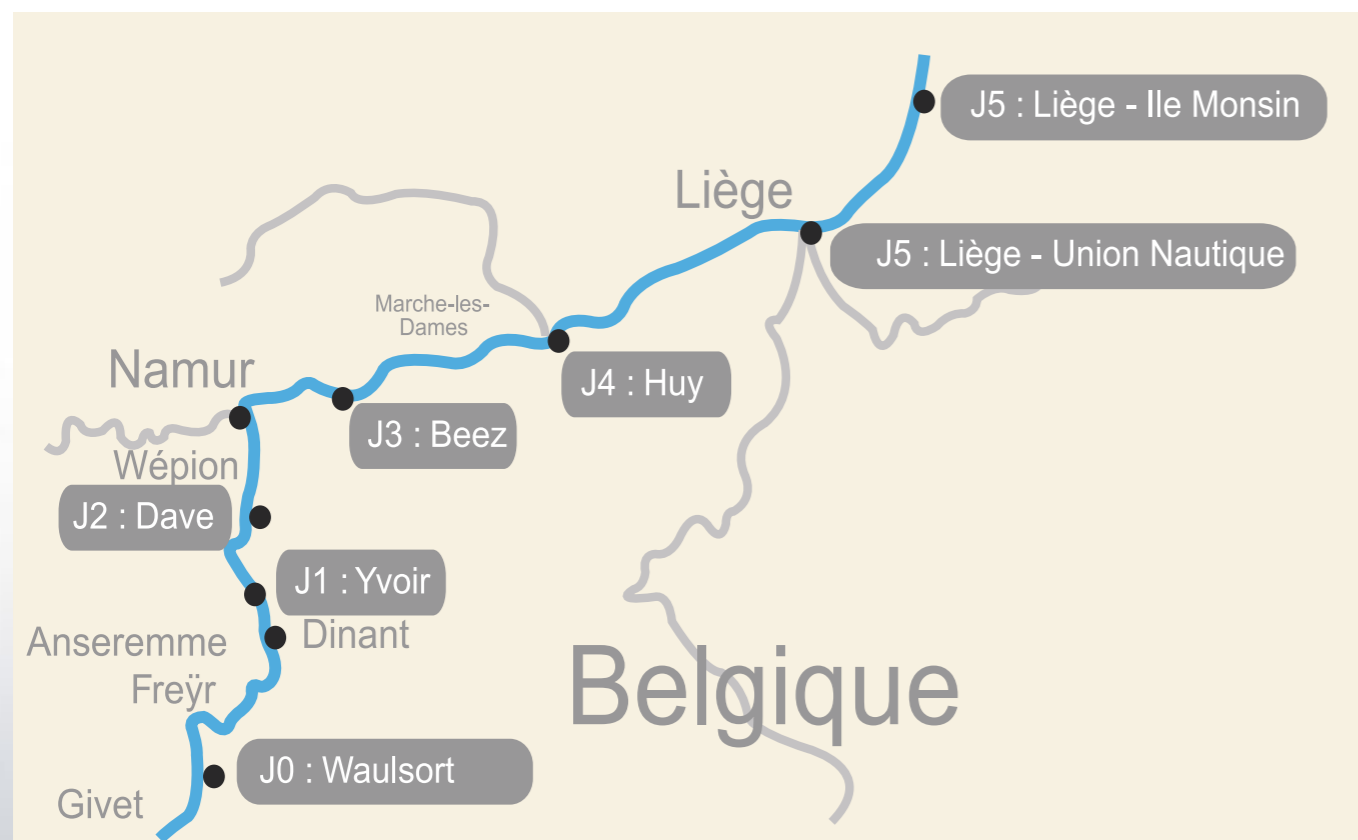 J5 : Liège - Ile Monsin
Liège
J5 : Liège - Union Nautique
Marche-les-
Dames
Namur
J4 : Huy
J3 : Beez
Wépion
J2 : Dave
J1 : Yvoir
Anseremme
Dinant
Freÿr
Belgique
J0 : Waulsort
Givet